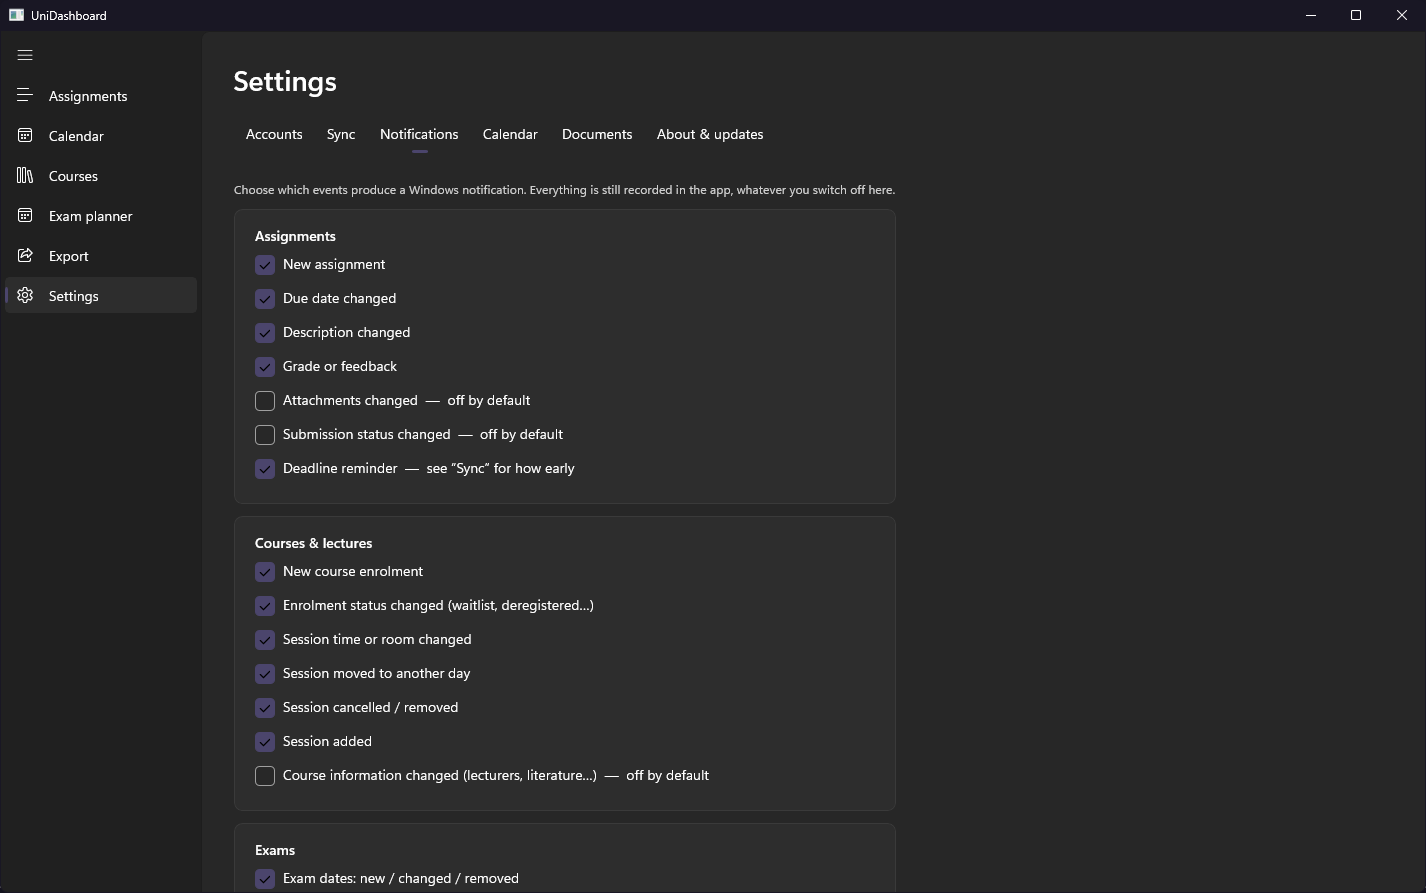 UniDashboard
Assignments
Calendar
Courses
Exam planner
Export
Settings
Settings
Accounts Sync Notifications Calendar Documents About & updates
Choose which events produce a Windows notification. Everything is still recorded in the app, whatever you switch off here.
Assignments
New assignment
Due date changed
Description changed
Grade or feedback
Attachments changed — off by default
Submission status changed — off by default
Deadline reminder — see "Sync" for how early
Courses & lectures
New course enrolment
Enrolment status changed (waitlist, deregistered...)
Session time or room changed
Session moved to another day
Session cancelled / removed
Session added
Course information changed (lecturers, literature...) — off by default
Exams
Exam dates: new / changed / removed